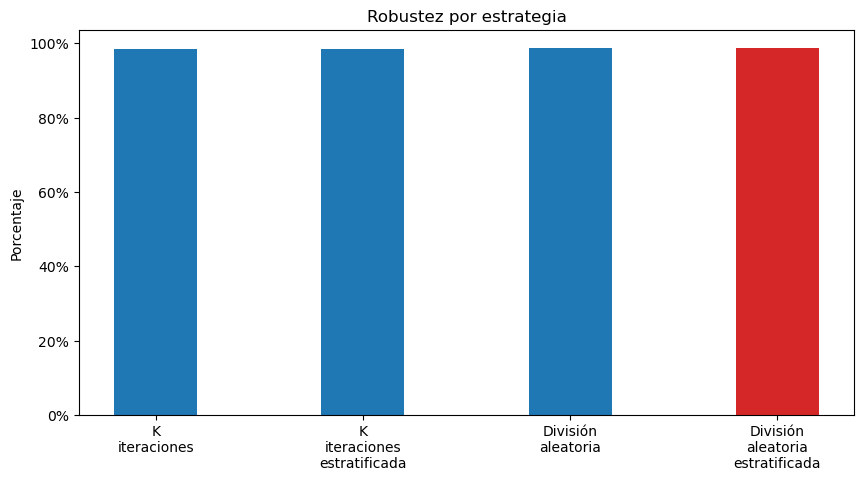 Robustez por estrategia
Porcentaje
100%
80%
60%
40%
20%
0%
K
iteraciones
K
iteraciones
estratificada
División
aleatoria
División
aleatoria
estratificada